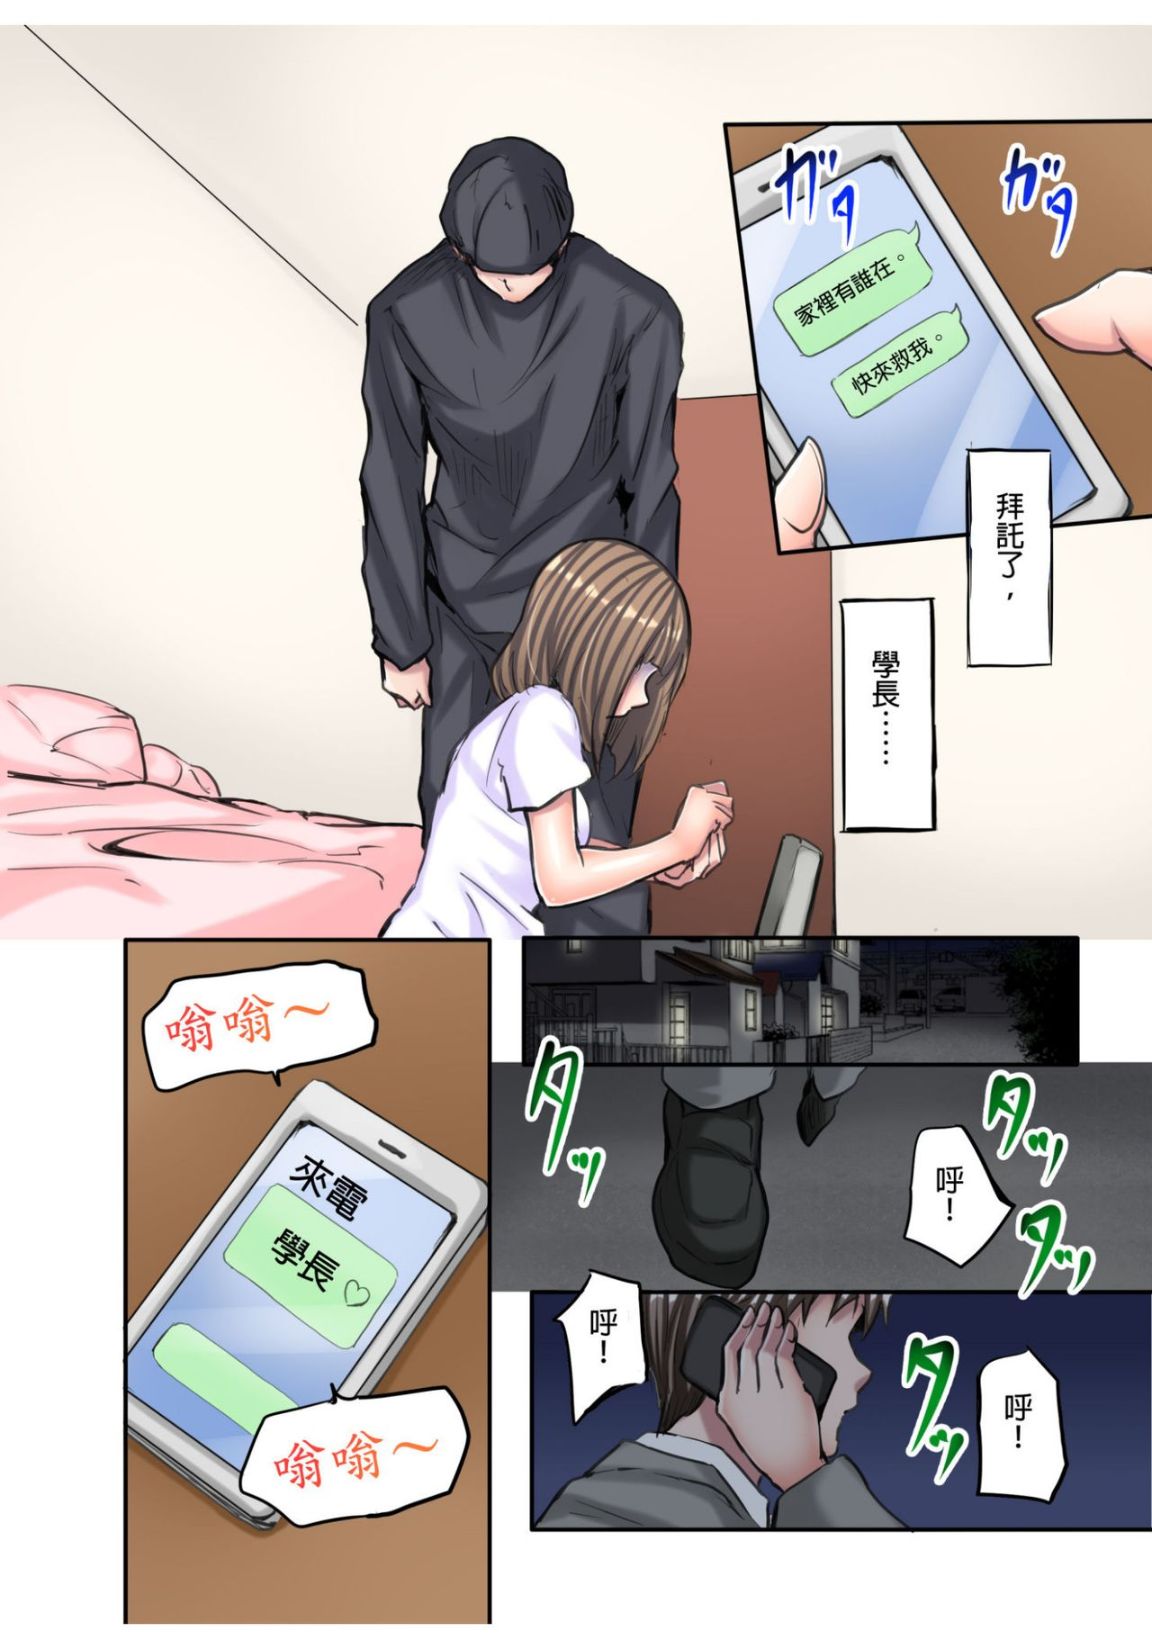 ガタ
ガタ
家裡有誰在。
快來救我。
拜託了，
學長……
タッ
タッ
タッ
呼！
呼！
タッ
呼！
嗡嗡～
來電
學長♡
嗡嗡～